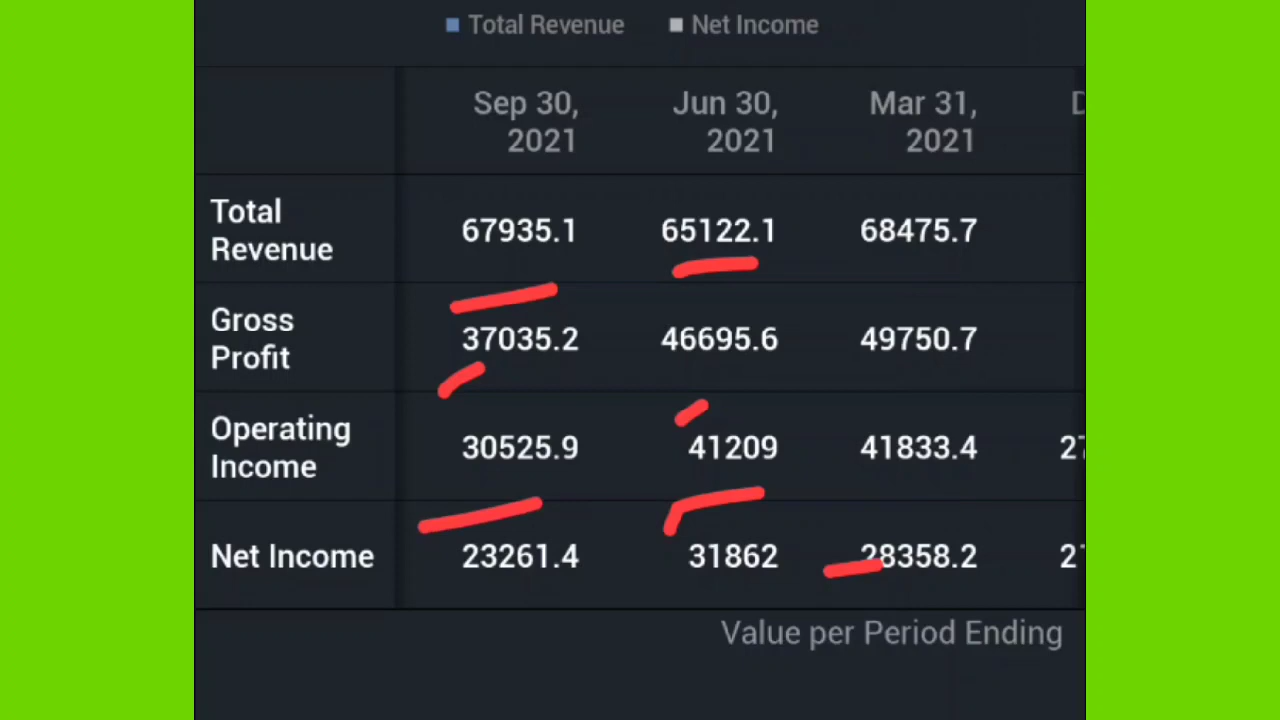 Total Revenue Net Income
Sep 30, Jun 30, Mar 31, D
2021 2021 2021
Total
Revenue 67935.1 65122.1 68475.7
Gross
Profit 37035.2 46695.6 49750.7
Operating
Income 30525.9 41209 41833.4 27
Net Income 23261.4 31862 28358.2 21
Value per Period Ending